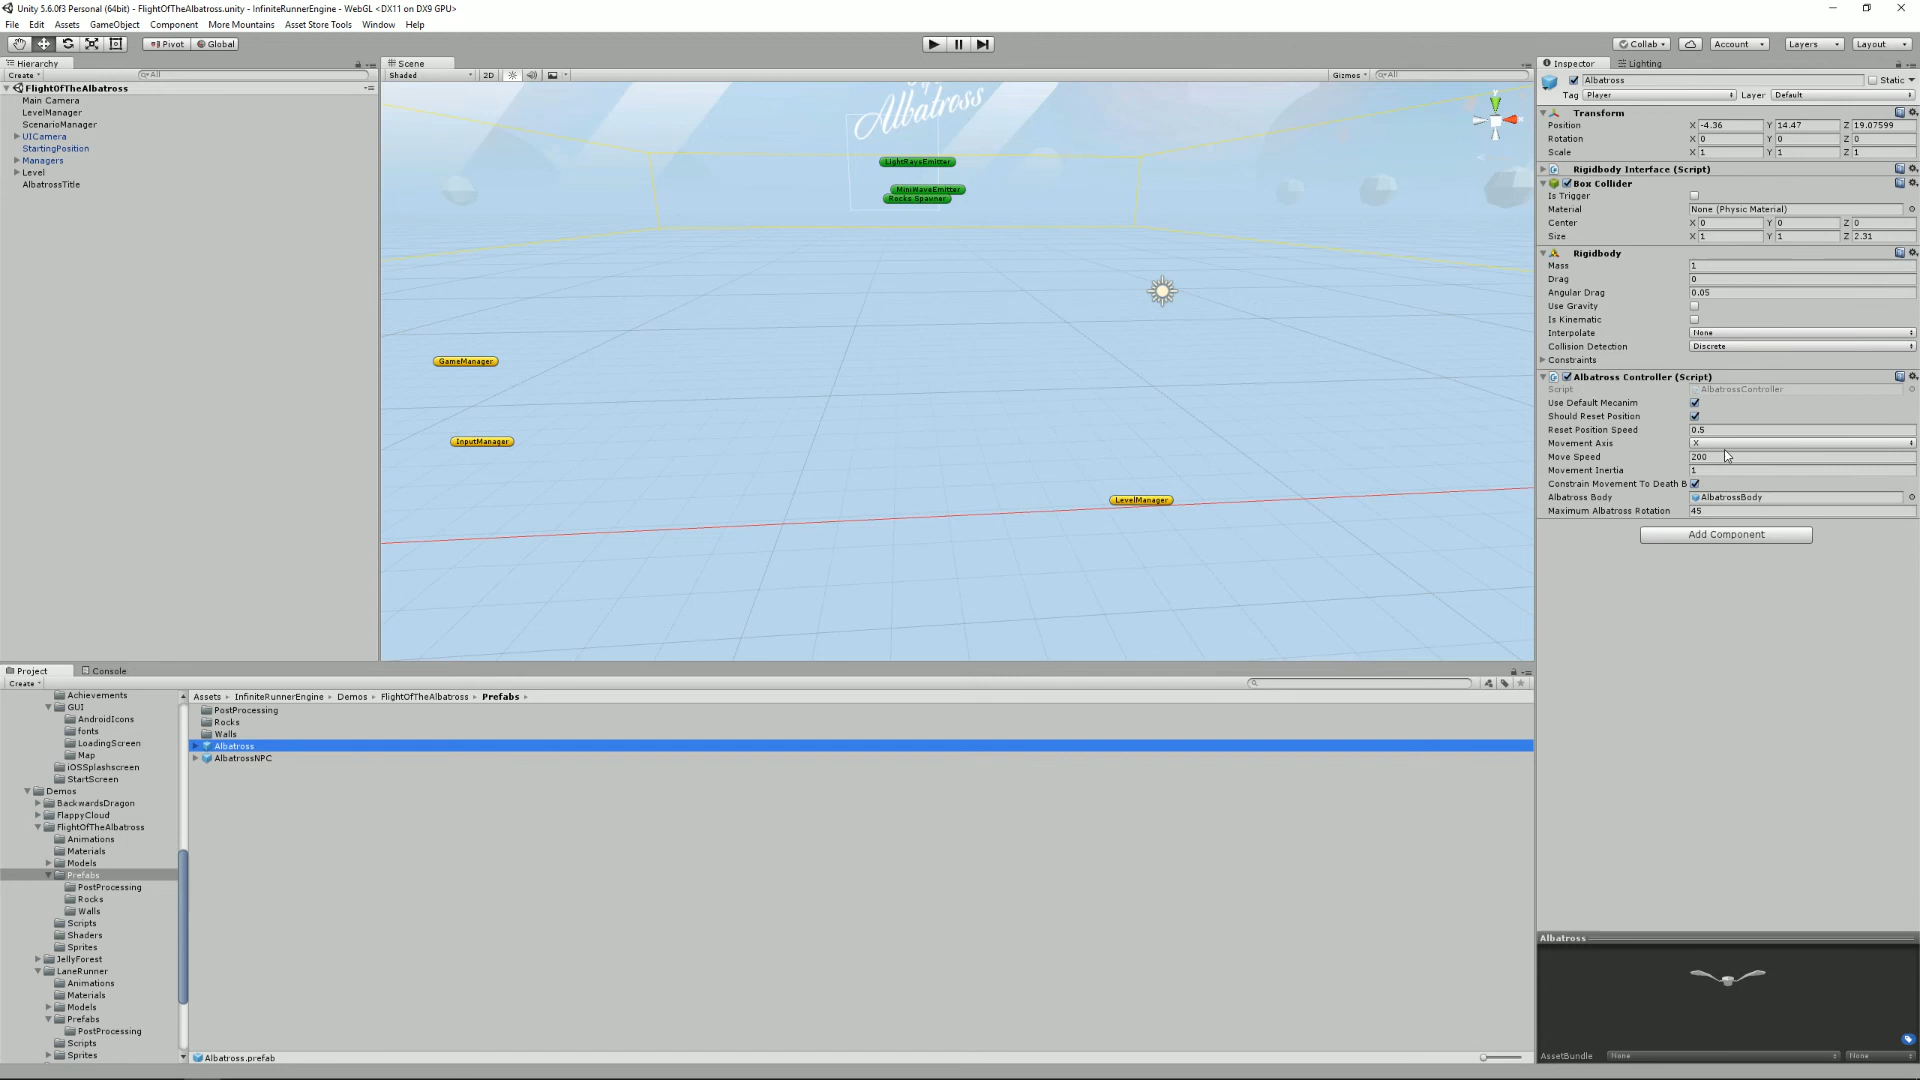 Unity 5.6.0f3 Personal (64bit) - FlightOfTheAlbatross.unity - InfiniteRunnerEngine - WebGL <DX11 on DX9 GPU>
File Edit Assets GameObject Component More Mountains Asset Store Tools Window Help
Pivot Global Collab Account Layers Layout
Hierarchy
Create All
FlightOfTheAlbatross
Main Camera
LevelManager
ScenarioManager
UICamera
StartingPosition
Managers
Level
AlbatrossTitle
Scene
Shaded 2D Gizmos All
Albatross
LightRaysEmitter
MiniWaveEmitter
Rocks Spawner
GameManager
InputManager
LevelManager
Inspector Lighting
Albatross Static
Tag Player Layer Default
Transform
Position X -4.36 Y 14.47 Z 19.07599
Rotation X 0 Y 0 Z 0
Scale X 1 Y 1 Z 1
Rigidbody Interface (Script)
Box Collider
Is Trigger
Material None (Physic Material)
Center X 0 Y 0 Z 0
Size X 1 Y 1 Z 2.31
Rigidbody
Mass 1
Drag 0
Angular Drag 0.05
Use Gravity
Is Kinematic
Interpolate None
Collision Detection Discrete
Constraints
Albatross Controller (Script)
Script AlbatrossController
Use Default Mecanim
Should Reset Position
Reset Position Speed 0.5
Movement Axis X
Move Speed 200
Movement Inertia 1
Constrain Movement To Death B
Albatross Body AlbatrossBody
Maximum Albatross Rotation 45
Add Component
Project Console
Create
Achievements
GUI
AndroidIcons
fonts
LoadingScreen
Map
iOSSplashscreen
StartScreen
Demos
BackwardsDragon
FlappyCloud
FlightOfTheAlbatross
Animations
Materials
Models
Prefabs
PostProcessing
Rocks
Walls
Scripts
Shaders
Sprites
JellyForest
LaneRunner
Animations
Materials
Models
Prefabs
PostProcessing
Scripts
Sprites
Assets InfiniteRunnerEngine Demos FlightOfTheAlbatross Prefabs
PostProcessing
Rocks
Walls
Albatross
AlbatrossNPC
Albatross.prefab
Albatross
AssetBundle None None